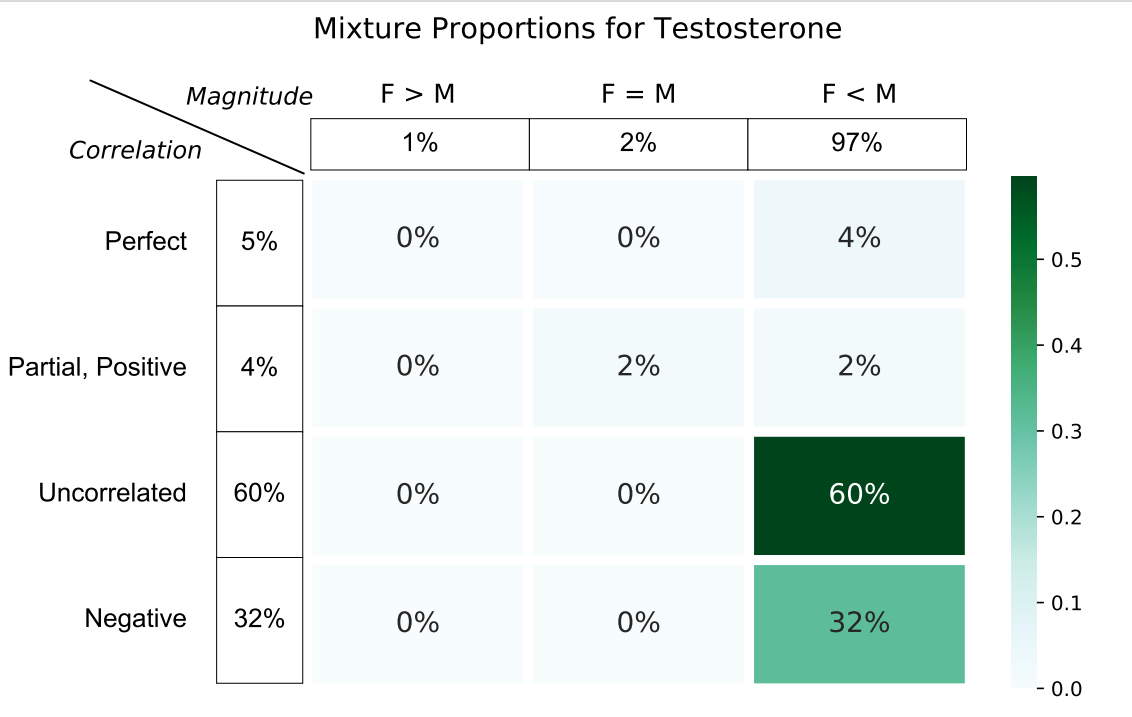 Mixture Proportions for Testosterone
Magnitude F > M F = M F < M
Correlation 1% 2% 97%
Perfect 5% 0% 0% 4%
Partial, Positive 4% 0% 2% 2%
Uncorrelated 60% 0% 0% 60%
Negative 32% 0% 0% 32%
0.5
0.4
0.3
0.2
0.1
0.0